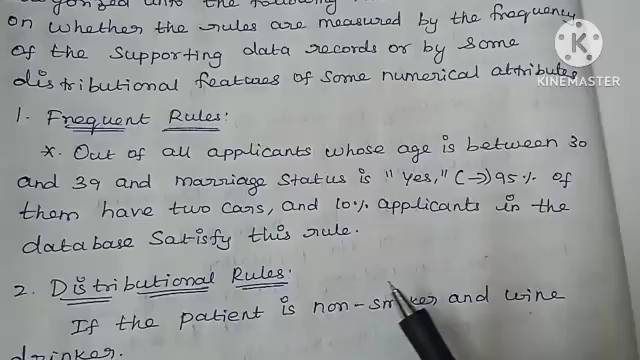 on whether the rules are measured by the frequency
of the supporting data records or by some
distributional features of some numerical attributes
KINEMASTER
1. Frequent Rules:
*. Out of all applicants whose age is between 30
and 39 and marriage status is "Yes," (→) 95% of
them have two cars, and 10% applicants in the
database satisfy this rule.
2. Distributional Rules:
If the patient is non-smoker and wine
drinker.